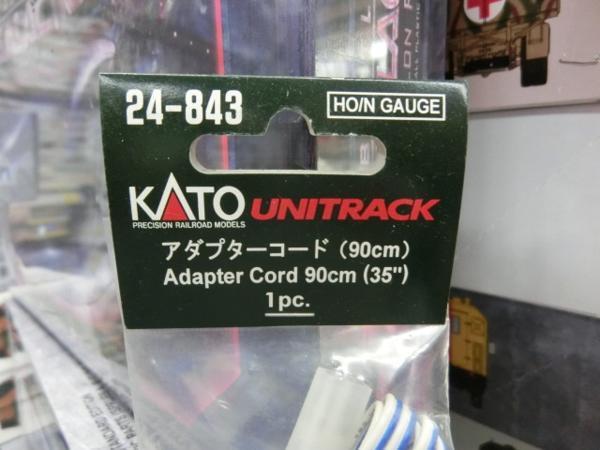 24-843
HO/N GAUGE
KATO UNITRACK
PRECISION RAILROAD MODELS
アダプターコード（90cm）
Adapter Cord 90cm (35")
1pc.